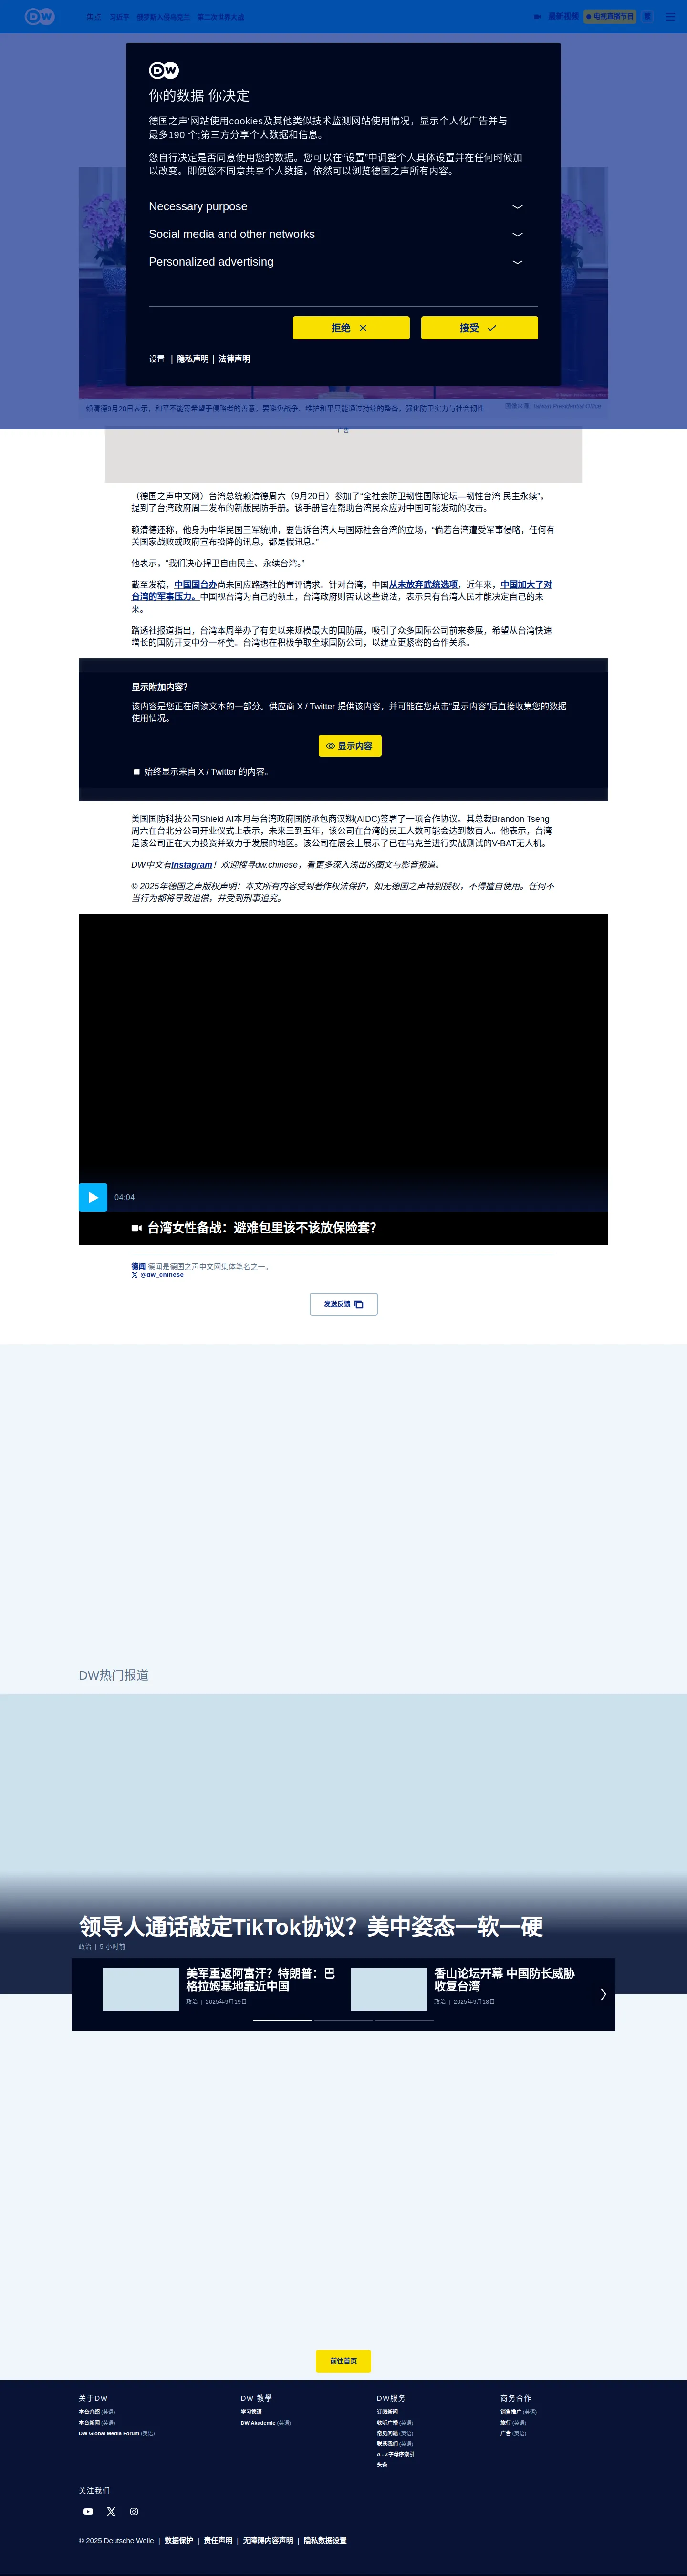 DW
焦点 习近平 俄罗斯入侵乌克兰 第二次世界大战
最新视频 电视直播节目 繁
DW
你的数据 你决定
德国之声'网站使用cookies及其他类似技术监测网站使用情况，显示个人化广告并与
最多190 个;第三方分享个人数据和信息。
您自行决定是否同意使用您的数据。您可以在“设置”中调整个人具体设置并在任何时候加
以改变。即便您不同意共享个人数据，依然可以浏览德国之声所有内容。
Necessary purpose
Social media and other networks
Personalized advertising
拒绝 接受
设置 | 隐私声明 | 法律声明
赖清德9月20日表示，和平不能寄希望于侵略者的善意，要避免战争、维护和平只能通过持续的整备，强化防卫实力与社会韧性 图像来源: Taiwan Presidential Office
广告
（德国之声中文网）台湾总统赖清德周六（9月20日）参加了“全社会防卫韧性国际论坛—韧性台湾 民主永续”，
提到了台湾政府周二发布的新版民防手册。该手册旨在帮助台湾民众应对中国可能发动的攻击。
赖清德还称，他身为中华民国三军统帅，要告诉台湾人与国际社会台湾的立场，“倘若台湾遭受军事侵略，任何有
关国家战败或政府宣布投降的讯息，都是假讯息。”
他表示，“我们决心捍卫自由民主、永续台湾。”
截至发稿，中国国台办尚未回应路透社的置评请求。针对台湾，中国从未放弃武统选项，近年来，中国加大了对
台湾的军事压力。中国视台湾为自己的领土，台湾政府则否认这些说法，表示只有台湾人民才能决定自己的未
来。
路透社报道指出，台湾本周举办了有史以来规模最大的国防展，吸引了众多国际公司前来参展，希望从台湾快速
增长的国防开支中分一杯羹。台湾也在积极争取全球国防公司，以建立更紧密的合作关系。
显示附加内容？
该内容是您正在阅读文本的一部分。供应商 X / Twitter 提供该内容，并可能在您点击“显示内容”后直接收集您的数据
使用情况。
显示内容
始终显示来自 X / Twitter 的内容。
美国国防科技公司Shield AI本月与台湾政府国防承包商汉翔(AIDC)签署了一项合作协议。其总裁Brandon Tseng
周六在台北分公司开业仪式上表示，未来三到五年，该公司在台湾的员工人数可能会达到数百人。他表示，台湾
是该公司正在大力投资并致力于发展的地区。该公司在展会上展示了已在乌克兰进行实战测试的V-BAT无人机。
DW中文有Instagram！欢迎搜寻dw.chinese，看更多深入浅出的图文与影音报道。
© 2025年德国之声版权声明：本文所有内容受到著作权法保护，如无德国之声特别授权，不得擅自使用。任何不
当行为都将导致追偿，并受到刑事追究。
04:04
台湾女性备战：避难包里该不该放保险套？
德闻 德闻是德国之声中文网集体笔名之一。
@dw_chinese
发送反馈
DW热门报道
领导人通话敲定TikTok协议？美中姿态一软一硬
政治 | 5 小时前
美军重返阿富汗？特朗普：巴
格拉姆基地靠近中国
政治 | 2025年9月19日
香山论坛开幕 中国防长威胁
收复台湾
政治 | 2025年9月18日
前往首页
关于DW
本台介绍 (英语)
本台新闻 (英语)
DW Global Media Forum (英语)
DW 教學
学习德语
DW Akademie (英语)
DW服务
订阅新闻
收听广播 (英语)
常见问题 (英语)
联系我们 (英语)
A - Z字母序索引
头条
商务合作
销售推广 (英语)
旅行 (英语)
广告 (英语)
关注我们
© 2025 Deutsche Welle | 数据保护 | 责任声明 | 无障碍内容声明 | 隐私数据设置